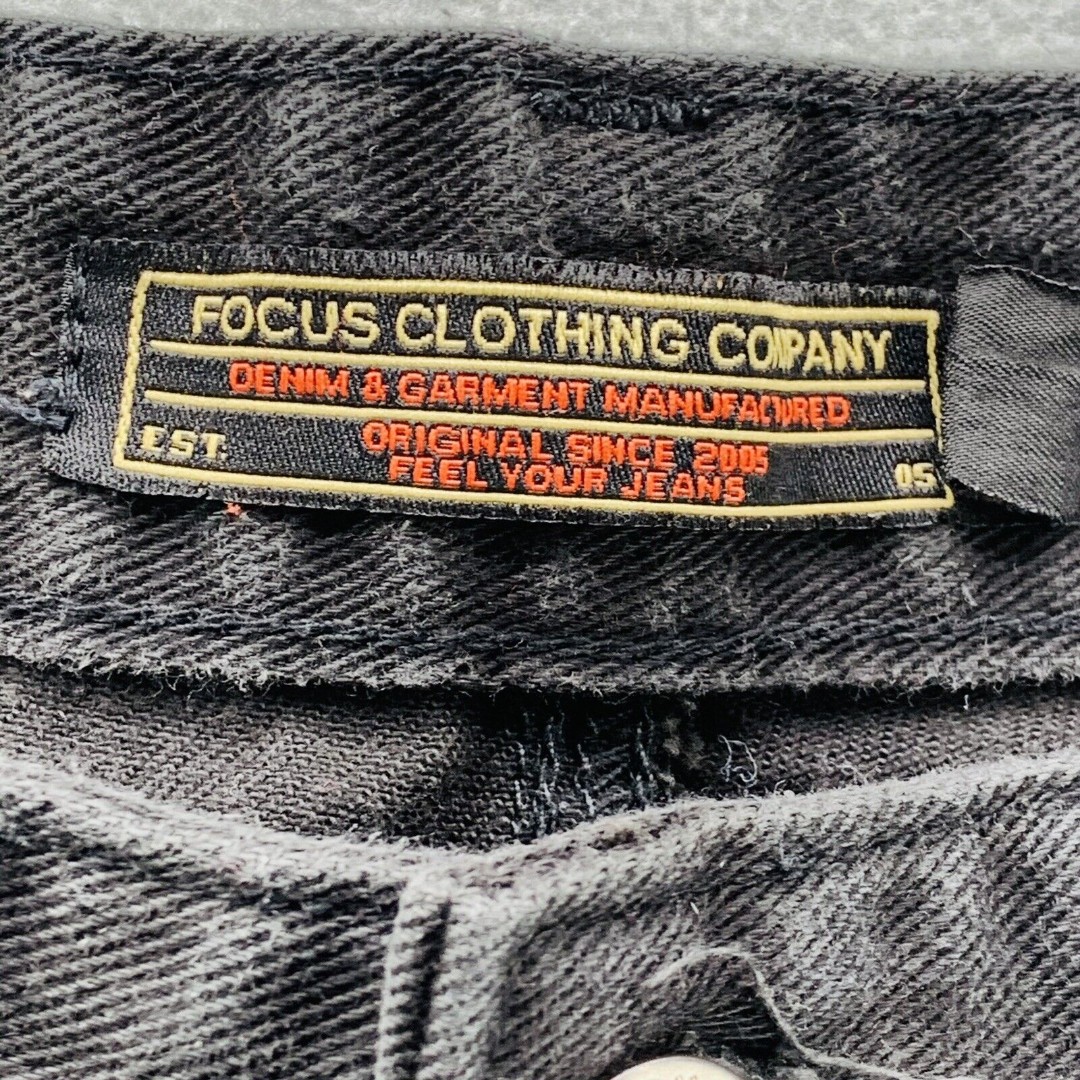 FOCUS CLOTHING COMPANY
DENIM & GARMENT MANUFACTURED
ORIGINAL SINCE 2005
FEEL YOUR JEANS
EST. 05